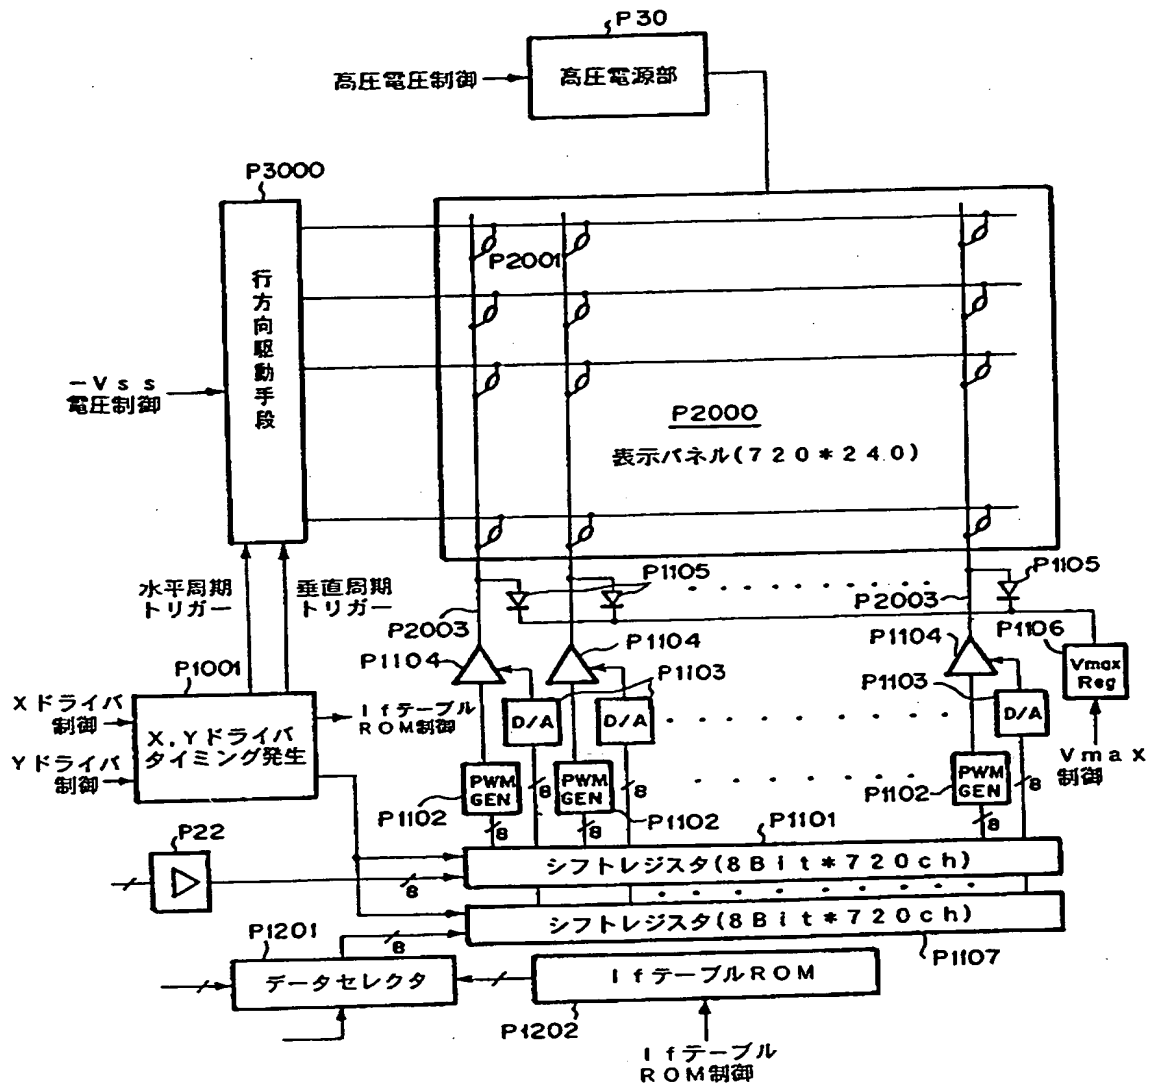 P30
高圧電圧制御
高圧電源部
P3000
行方向駆動手段
P2001
-Vss
電圧制御
P2000
表示パネル(720*240)
水平周期
トリガー
垂直周期
トリガー
P1105
P1105
P2003
P2003
P1104
P1104
P1104
P1106
Vmax
Reg
P1001
P1103
P1103
Xドライバ
制御
Ifテーブル
ROM制御
D/A
D/A
D/A
X,Yドライバ
タイミング発生
Yドライバ
制御
Vmax
制御
PWM
GEN
PWM
GEN
PWM
GEN
8
8
8
P1102
P1102
P1102
8
8
8
P1101
P22
シフトレジスタ(8Bit*720ch)
8
シフトレジスタ(8Bit*720ch)
P1201
8
P1107
データセレクタ
IfテーブルROM
P1202
Ifテーブル
ROM制御